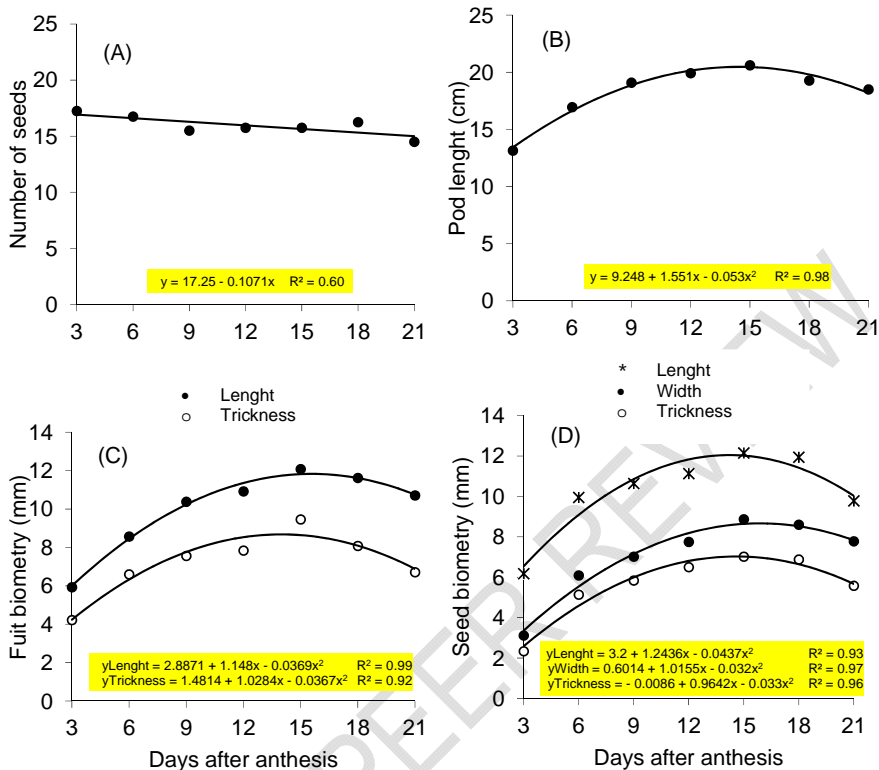 (A)
Number of seeds
25
20
15
10
5
0
3 6 9 12 15 18 21
y = 17.25 - 0.1071x R² = 0.60
(B)
Pod lenght (cm)
25
20
15
10
5
0
3 6 9 12 15 18 21
y = 9.248 + 1.551x - 0.053x² R² = 0.98
Lenght
Trickness
(C)
Fuit biometry (mm)
14
12
10
8
6
4
2
0
3 6 9 12 15 18 21
yLenght = 2.8871 + 1.148x - 0.0369x² R² = 0.99
yTrickness = 1.4814 + 1.0284x - 0.0367x² R² = 0.92
Days after anthesis
Lenght
Width
Trickness
(D)
Seed biometry (mm)
14
12
10
8
6
4
2
0
3 6 9 12 15 18 21
yLenght = 3.2 + 1.2436x - 0.0437x² R² = 0.93
yWidth = 0.6014 + 1.0155x - 0.032x² R² = 0.97
yTrickness = - 0.0086 + 0.9642x - 0.033x² R² = 0.96
Days after anthesis
PEER REVIEW